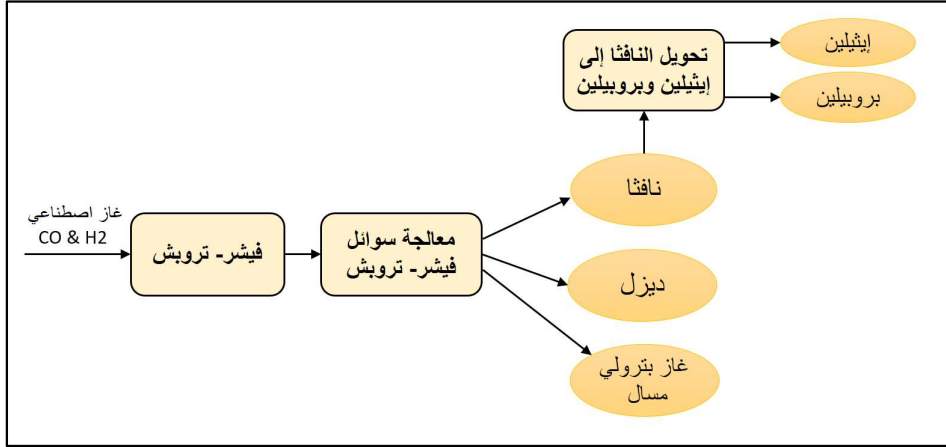 غاز اصطناعي
CO & H2
فيشر- تروبش
معالجة سوائل
فيشر- تروبش
نافثا
ديزل
غاز بترولي
مسال
تحويل النافثا إلى
إيثيلين وبروبيلين
إيثيلين
بروبيلين